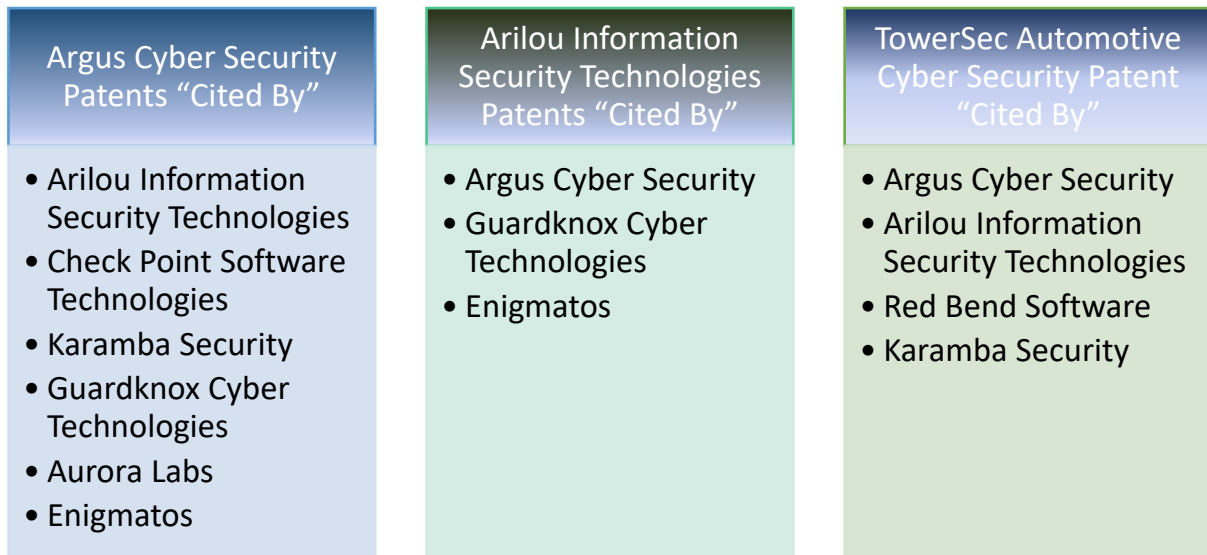 Argus Cyber Security
Patents “Cited By”
• Arilou Information
Security Technologies
• Check Point Software
Technologies
• Karamba Security
• Guardknox Cyber
Technologies
• Aurora Labs
• Enigmatos
Arilou Information
Security Technologies
Patents “Cited By”
• Argus Cyber Security
• Guardknox Cyber
Technologies
• Enigmatos
TowerSec Automotive
Cyber Security Patent
“Cited By”
• Argus Cyber Security
• Arilou Information
Security Technologies
• Red Bend Software
• Karamba Security